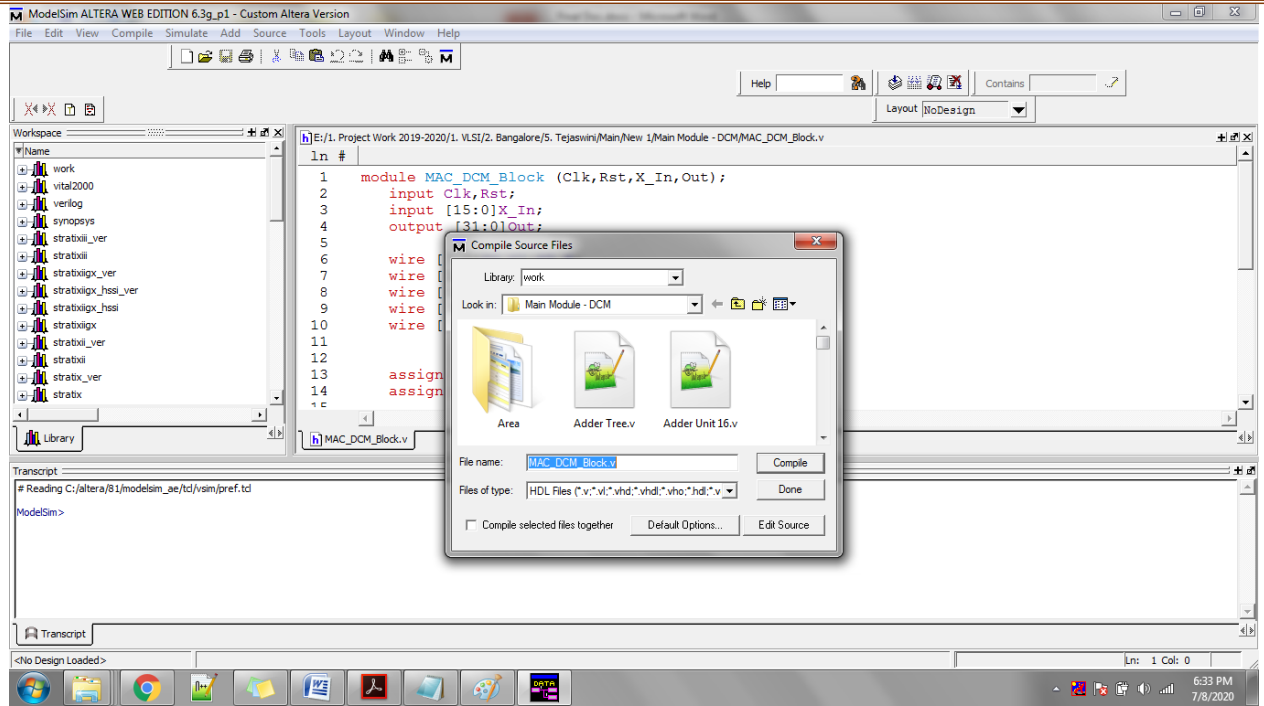 ModelSim ALTERA WEB EDITION 6.3g_p1 - Custom Altera Version
File Edit View Compile Simulate Add Source Tools Layout Window Help
Help
Contains
Layout NoDesign
Workspace
Name
work
vital2000
verilog
synopsys
stratixiii_ver
stratixiii
stratixiigx_ver
stratixiigx_hssi_ver
stratixiigx_hssi
stratixiigx
stratixii_ver
stratixii
stratix_ver
stratix
Library
E:/1. Project Work 2019-2020/1. VLSI/2. Bangalore/5. Tejaswini/Main/New 1/Main Module - DCM/MAC_DCM_Block.v
ln #
1 module MAC_DCM_Block (Clk,Rst,X_In,Out);
2 input Clk,Rst;
3 input [15:0]X_In;
4 output [31:0]Out;
5
6 wire [
7 wire [
8 wire [
9 wire [
10 wire [
11
12
13 assign
14 assign
15
MAC_DCM_Block.v
Compile Source Files
Library: work
Look in: Main Module - DCM
Area
Adder Tree.v
Adder Unit 16.v
File name: MAC_DCM_Block.v
Compile
Files of type: HDL Files (*.v;*.vl;*.vhd;*.vhdl;*.vho;*.hdl;*.v
Done
Compile selected files together
Default Options...
Edit Source
Transcript
# Reading C:/altera/81/modelsim_ae/tcl/vsim/pref.tcl
ModelSim>
Transcript
<No Design Loaded>
Ln: 1 Col: 0
DATA
6:33 PM
7/8/2020